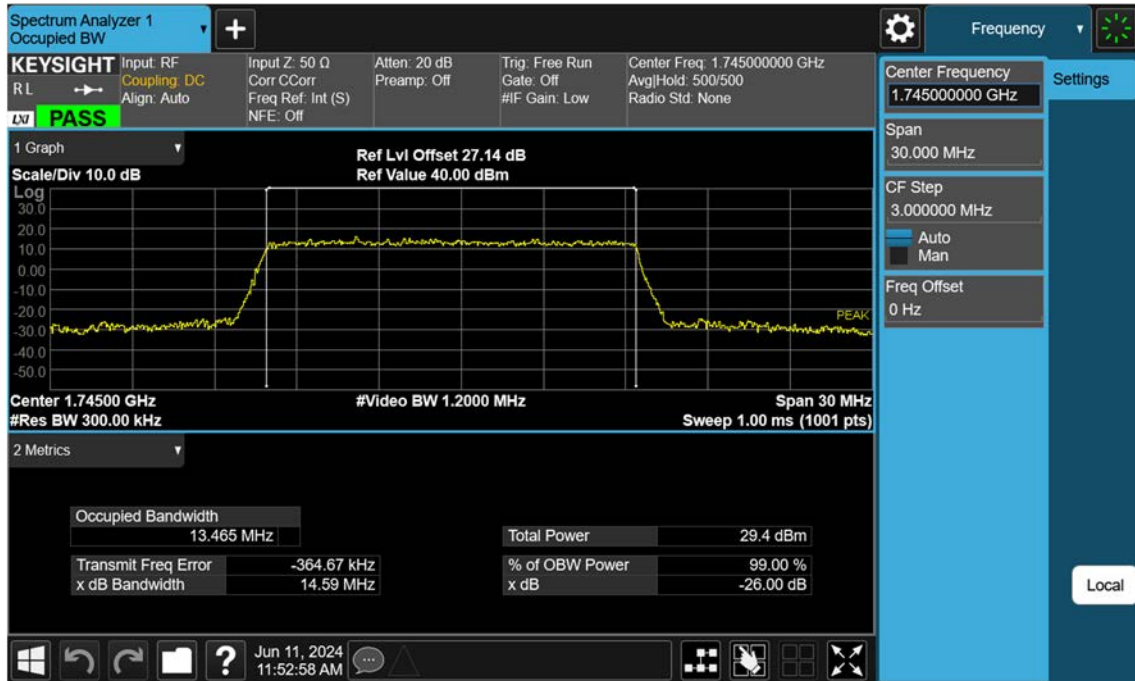 Spectrum Analyzer 1
Occupied BW
+
Frequency
KEYSIGHT
RL
LXI
PASS
Input: RF
Coupling: DC
Align: Auto
Input Z: 50 Ω
Corr CCorr
Freq Ref: Int (S)
NFE: Off
Atten: 20 dB
Preamp: Off
Trig: Free Run
Gate: Off
#IF Gain: Low
Center Freq: 1.745000000 GHz
Avg|Hold: 500/500
Radio Std: None
Center Frequency
1.745000000 GHz
Settings
Span
30.000 MHz
CF Step
3.000000 MHz
Auto
Man
Freq Offset
0 Hz
Local
1 Graph
Scale/Div 10.0 dB
Ref Lvl Offset 27.14 dB
Ref Value 40.00 dBm
Log
30.0
20.0
10.0
0.00
-10.0
-20.0
-30.0
-40.0
-50.0
PEAK
Center 1.74500 GHz
#Video BW 1.2000 MHz
Span 30 MHz
#Res BW 300.00 kHz
Sweep 1.00 ms (1001 pts)
2 Metrics
Occupied Bandwidth
13.465 MHz
Total Power 29.4 dBm
Transmit Freq Error -364.67 kHz
% of OBW Power 99.00 %
x dB Bandwidth 14.59 MHz
x dB -26.00 dB
?
Jun 11, 2024
11:52:58 AM